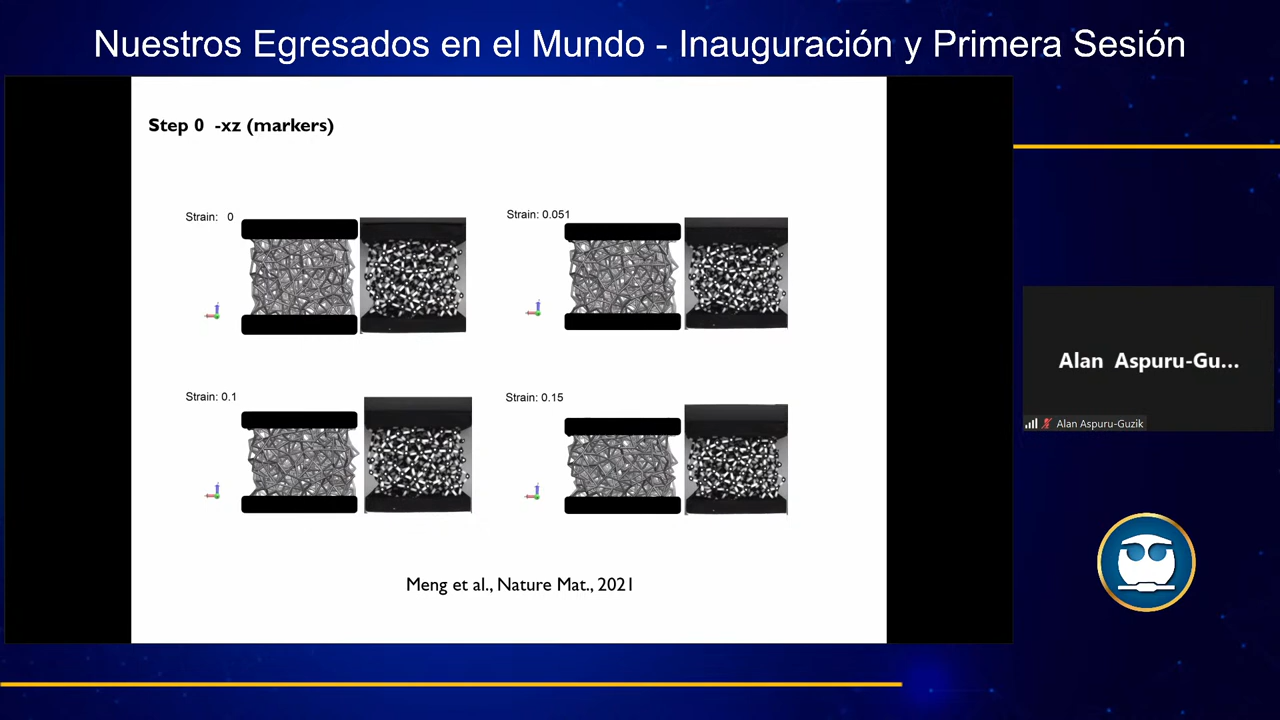 Nuestros Egresados en el Mundo - Inauguración y Primera Sesión
Step 0 -xz (markers)
Strain: 0
Strain: 0.051
Strain: 0.1
Strain: 0.15
Meng et al., Nature Mat., 2021
Alan Aspuru-Gu...
Alan Aspuru-Guzik